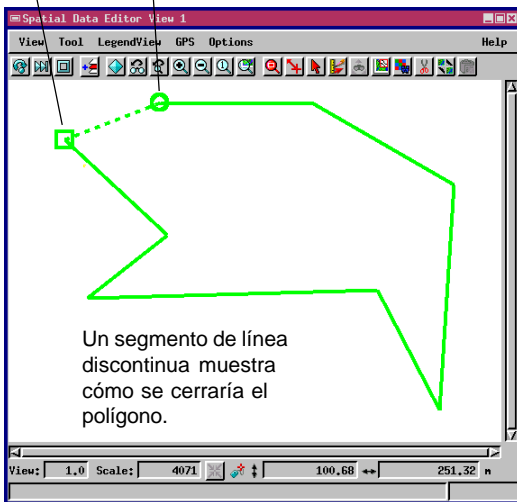 Spatial Data Editor View 1
View Tool LegendView GPS Options Help
Un segmento de línea
discontinua muestra
cómo se cerraría el
polígono.
View: 1.0 Scale: 4071 100.68 251.32 m